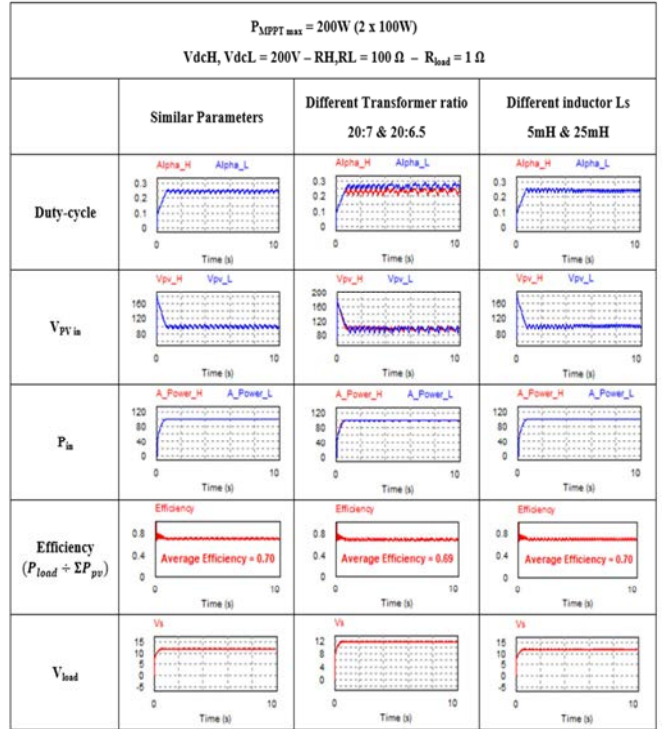 P_MPPT max = 200W (2 x 100W)
VdcH, VdcL = 200V – RH,RL = 100 Ω – R_load = 1 Ω
Similar Parameters
Different Transformer ratio
20:7 & 20:6.5
Different inductor Ls
5mH & 25mH
Duty-cycle
Alpha_H Alpha_L
0.3
0.2
0.1
0
0 10
Time (s)
Alpha_H Alpha_L
0.3
0.2
0.1
0
0 10
Time (s)
Alpha_H Alpha_L
0.3
0.2
0.1
0
0 10
Time (s)
V_PV in
Vpv_H Vpv_L
160
120
80
0 10
Time (s)
Vpv_H Vpv_L
200
160
120
80
0 10
Time (s)
Vpv_H Vpv_L
160
120
80
0 10
Time (s)
P_in
A_Power_H A_Power_L
120
80
40
0
0 10
Time (s)
A_Power_H A_Power_L
120
80
40
0
0 10
Time (s)
A_Power_H A_Power_L
120
80
40
0
0 10
Time (s)
Efficiency
(P_load ÷ ΣP_pv)
Efficiency
0.8
0.4
0
Average Efficiency = 0.70
0 10
Time (s)
Efficiency
0.8
0.4
0
Average Efficiency = 0.69
0 10
Time (s)
Efficiency
0.8
0.4
0
Average Efficiency = 0.70
0 10
Time (s)
V_load
Vs
15
10
5
0
-5
0 10
Time (s)
Vs
12
8
4
0
0 10
Time (s)
Vs
15
10
5
0
-5
0 10
Time (s)